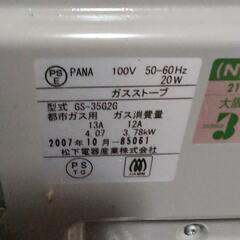 PS E PANA 100V 50-60Hz
20W
ガスストーブ
型式 GS-35G2G
都市ガス用 ガス消費量
13A 12A
4.07 3.78kW
2007年10月-85061
PS TG
松下電器産業株式会社
(N
21
大阪